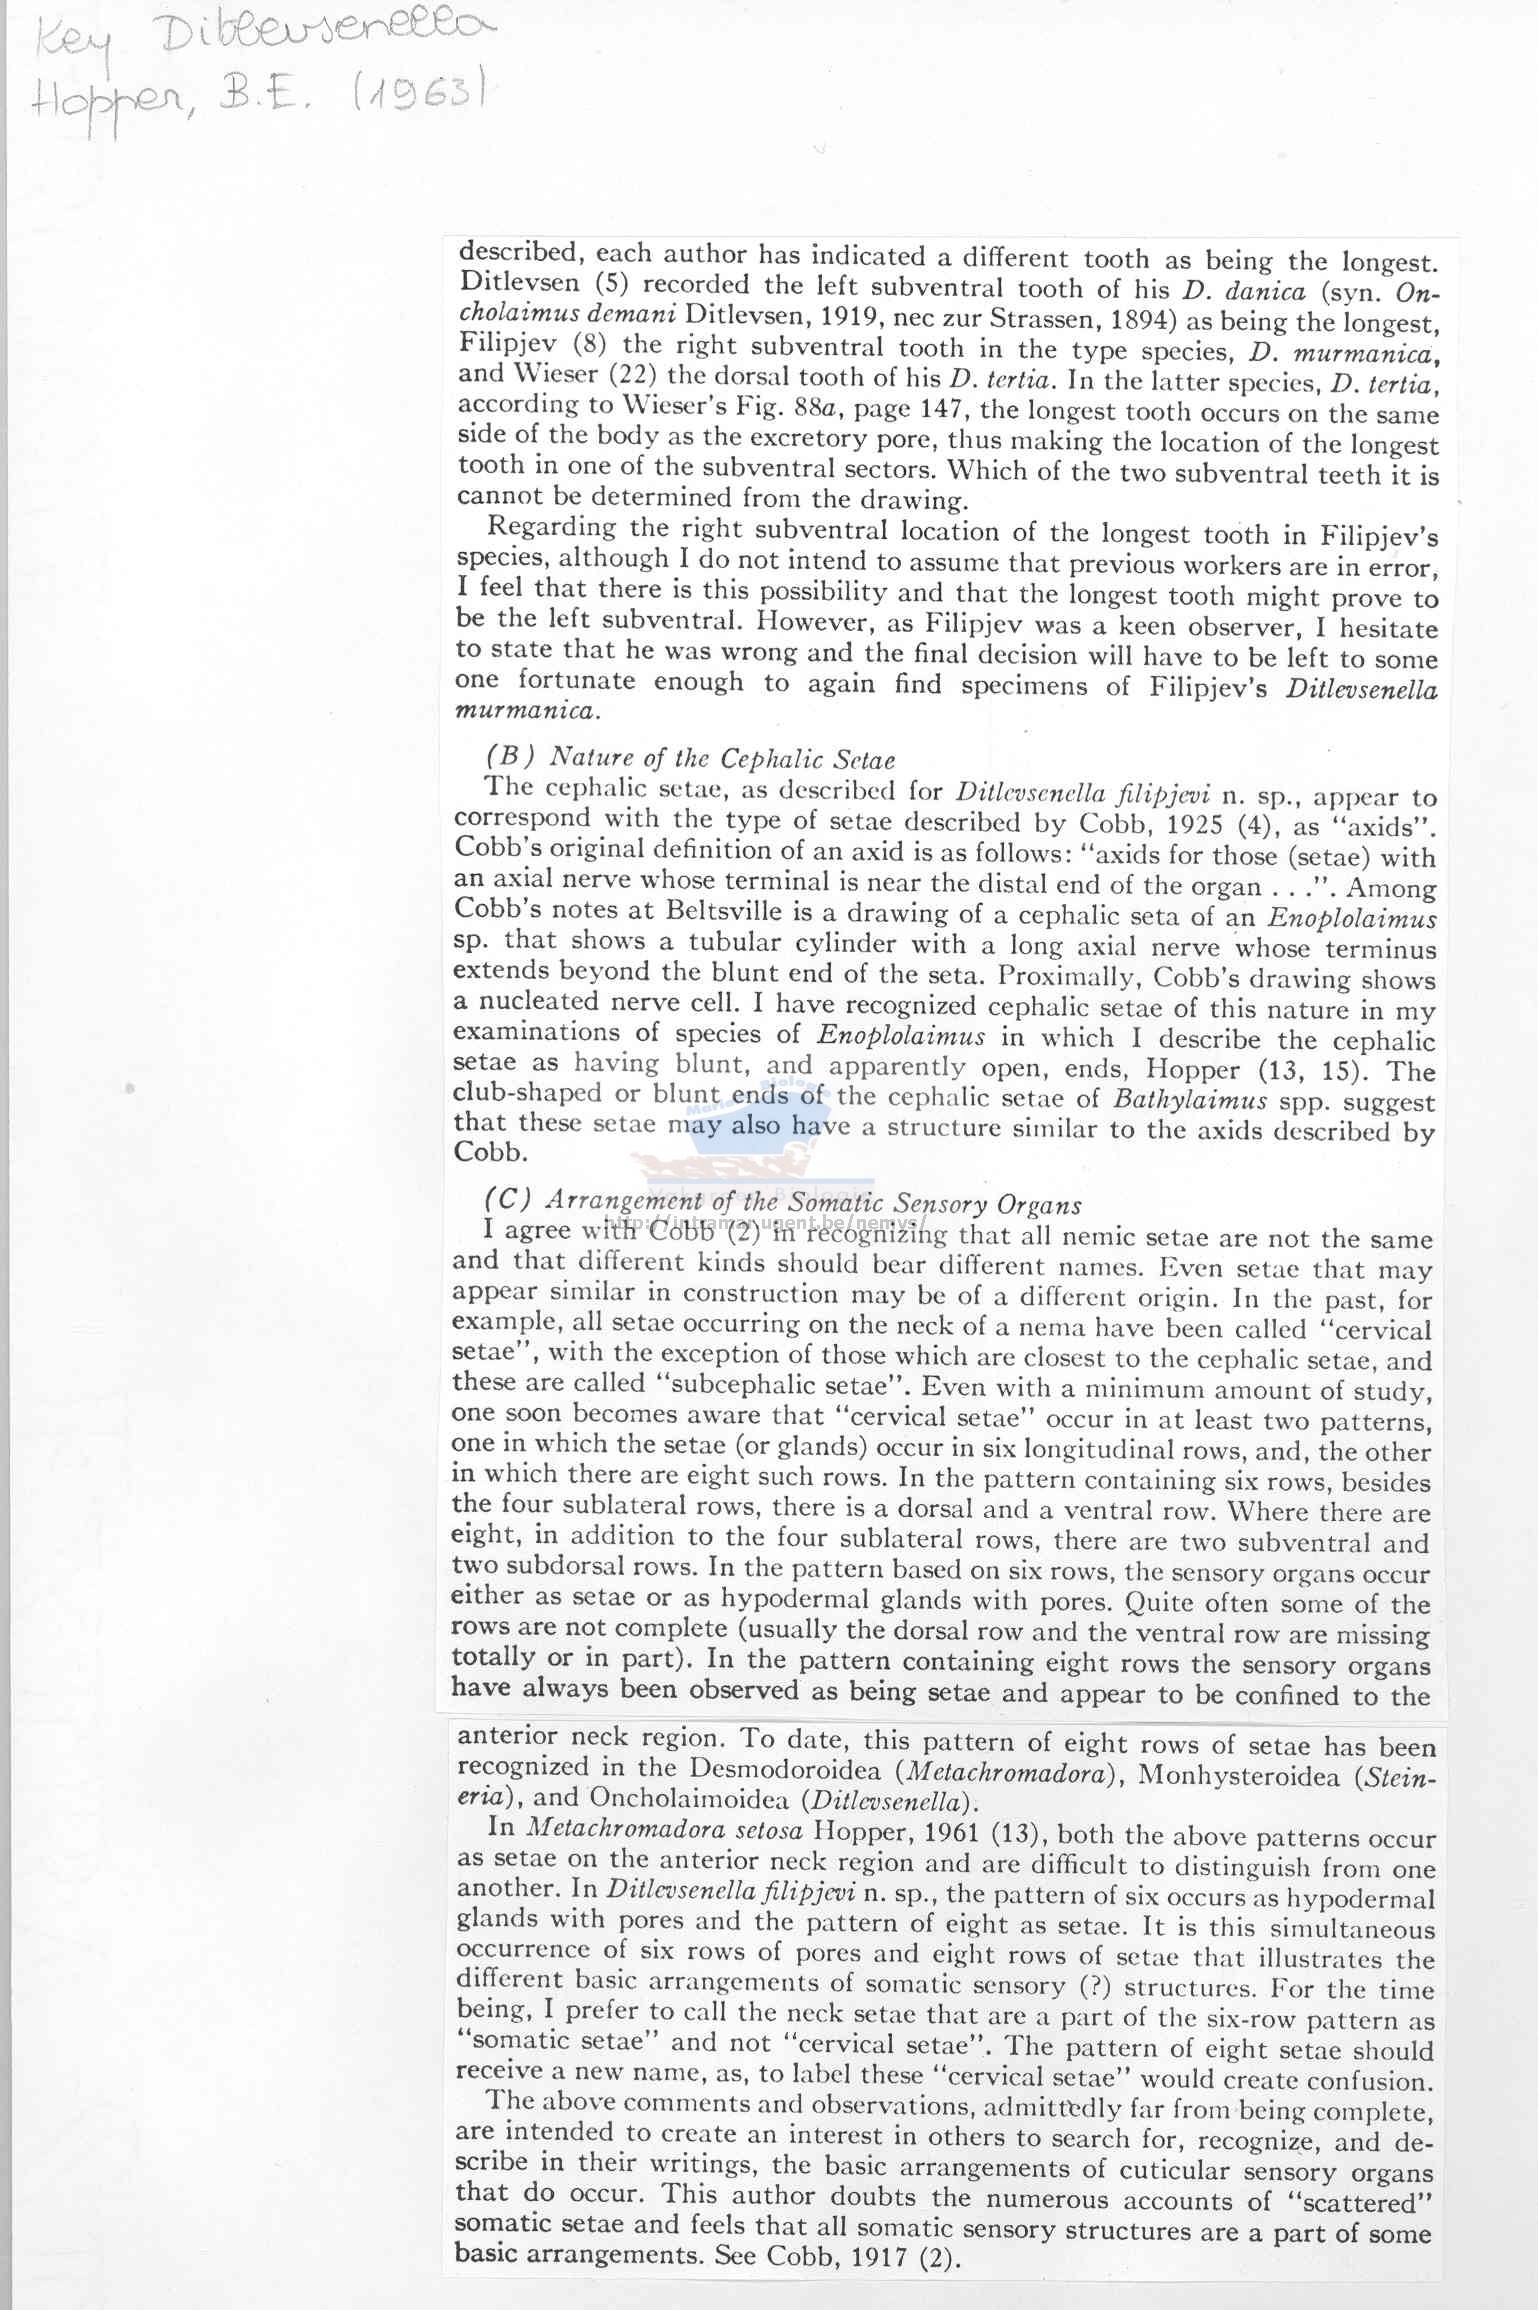 Key Ditlevsenella
Hopper, B.E. (1963)
described, each author has indicated a different tooth as being the longest.
Ditlevsen (5) recorded the left subventral tooth of his D. danica (syn. On-
cholaimus demani Ditlevsen, 1919, nec zur Strassen, 1894) as being the longest,
Filipjev (8) the right subventral tooth in the type species, D. murmanica,
and Wieser (22) the dorsal tooth of his D. tertia. In the latter species, D. tertia,
according to Wieser's Fig. 88a, page 147, the longest tooth occurs on the same
side of the body as the excretory pore, thus making the location of the longest
tooth in one of the subventral sectors. Which of the two subventral teeth it is
cannot be determined from the drawing.
Regarding the right subventral location of the longest tooth in Filipjev's
species, although I do not intend to assume that previous workers are in error,
I feel that there is this possibility and that the longest tooth might prove to
be the left subventral. However, as Filipjev was a keen observer, I hesitate
to state that he was wrong and the final decision will have to be left to some
one fortunate enough to again find specimens of Filipjev's Ditlevsenella
murmanica.
(B) Nature of the Cephalic Setae
The cephalic setae, as described for Ditlevsenella filipjevi n. sp., appear to
correspond with the type of setae described by Cobb, 1925 (4), as "axids".
Cobb's original definition of an axid is as follows: "axids for those (setae) with
an axial nerve whose terminal is near the distal end of the organ . . .". Among
Cobb's notes at Beltsville is a drawing of a cephalic seta of an Enoplolaimus
sp. that shows a tubular cylinder with a long axial nerve whose terminus
extends beyond the blunt end of the seta. Proximally, Cobb's drawing shows
a nucleated nerve cell. I have recognized cephalic setae of this nature in my
examinations of species of Enoplolaimus in which I describe the cephalic
setae as having blunt, and apparently open, ends, Hopper (13, 15). The
club-shaped or blunt ends of the cephalic setae of Bathylaimus spp. suggest
that these setae may also have a structure similar to the axids described by
Cobb.
(C) Arrangement of the Somatic Sensory Organs
I agree with Cobb (2) in recognizing that all nemic setae are not the same
and that different kinds should bear different names. Even setae that may
appear similar in construction may be of a different origin. In the past, for
example, all setae occurring on the neck of a nema have been called "cervical
setae", with the exception of those which are closest to the cephalic setae, and
these are called "subcephalic setae". Even with a minimum amount of study,
one soon becomes aware that "cervical setae" occur in at least two patterns,
one in which the setae (or glands) occur in six longitudinal rows, and, the other
in which there are eight such rows. In the pattern containing six rows, besides
the four sublateral rows, there is a dorsal and a ventral row. Where there are
eight, in addition to the four sublateral rows, there are two subventral and
two subdorsal rows. In the pattern based on six rows, the sensory organs occur
either as setae or as hypodermal glands with pores. Quite often some of the
rows are not complete (usually the dorsal row and the ventral row are missing
totally or in part). In the pattern containing eight rows the sensory organs
have always been observed as being setae and appear to be confined to the
anterior neck region. To date, this pattern of eight rows of setae has been
recognized in the Desmodoroidea (Metachromadora), Monhysteroidea (Stein-
eria), and Oncholaimoidea (Ditlevsenella).
In Metachromadora setosa Hopper, 1961 (13), both the above patterns occur
as setae on the anterior neck region and are difficult to distinguish from one
another. In Ditlevsenella filipjevi n. sp., the pattern of six occurs as hypodermal
glands with pores and the pattern of eight as setae. It is this simultaneous
occurrence of six rows of pores and eight rows of setae that illustrates the
different basic arrangements of somatic sensory (?) structures. For the time
being, I prefer to call the neck setae that are a part of the six-row pattern as
"somatic setae" and not "cervical setae". The pattern of eight setae should
receive a new name, as, to label these "cervical setae" would create confusion.
The above comments and observations, admittedly far from being complete,
are intended to create an interest in others to search for, recognize, and de-
scribe in their writings, the basic arrangements of cuticular sensory organs
that do occur. This author doubts the numerous accounts of "scattered"
somatic setae and feels that all somatic sensory structures are a part of some
basic arrangements. See Cobb, 1917 (2).
http://intramar.ugent.be/nemys/